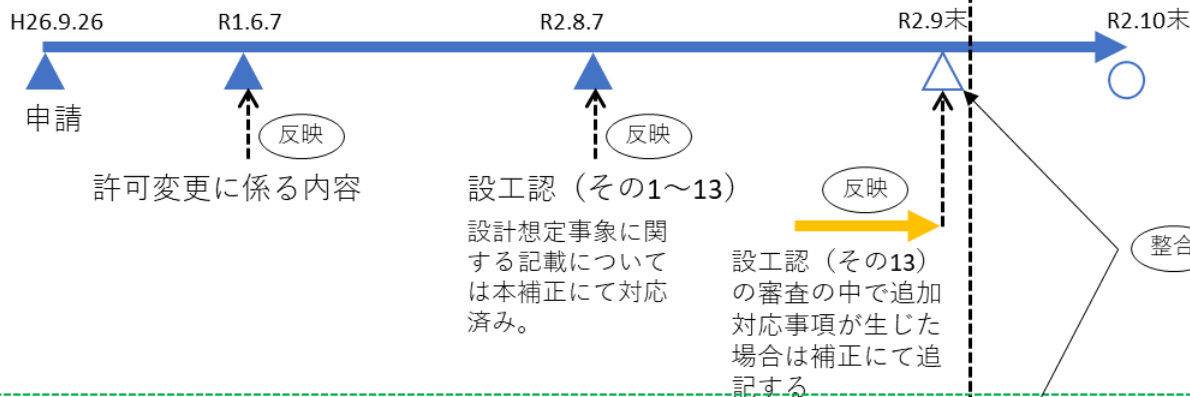 H26.9.26
R1.6.7
R2.8.7
R2.9末
R2.10末
申請
反映
反映
許可変更に係る内容
設工認（その1～13）
反映
設計想定事象に関
する記載について
は本補正にて対応
済み。
設工認（その13）
の審査の中で追加
対応事項が生じた
場合は補正にて追
記する
整合